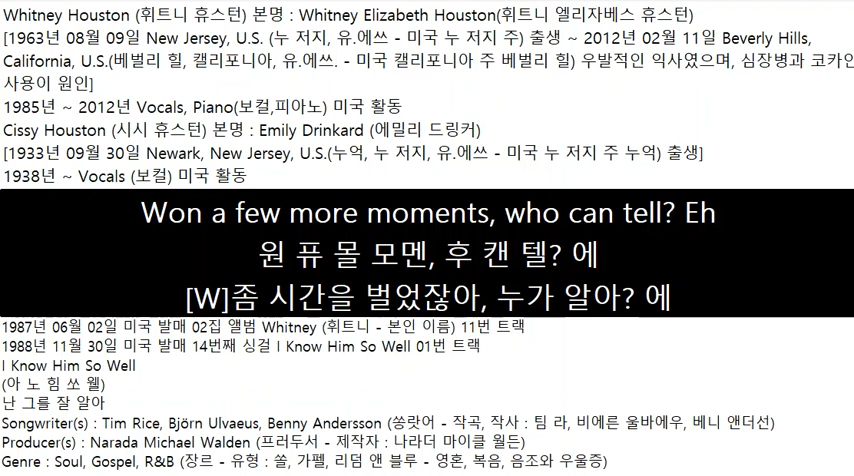 Whitney Houston (휘트니 휴스턴) 본명 : Whitney Elizabeth Houston(휘트니 엘리자베스 휴스턴)
[1963년 08월 09일 New Jersey, U.S. (누 저지, 유.에쓰 - 미국 누 저지 주) 출생 ~ 2012년 02월 11일 Beverly Hills,
California, U.S.(베벌리 힐, 캘리포니아, 유.에쓰. - 미국 캘리포니아 주 베벌리 힐) 우발적인 익사였으며, 심장병과 코카인
사용이 원인]
1985년 ~ 2012년 Vocals, Piano(보컬,피아노) 미국 활동
Cissy Houston (시시 휴스턴) 본명 : Emily Drinkard (에밀리 드링커)
[1933년 09월 30일 Newark, New Jersey, U.S.(누억, 누 저지, 유.에쓰 - 미국 누 저지 주 누억) 출생]
1938년 ~ Vocals (보컬) 미국 활동
Won a few more moments, who can tell? Eh
원 퓨 몰 모멘, 후 캔 텔? 에
[W]좀 시간을 벌었잖아, 누가 알아? 에
1987년 06월 02일 미국 발매 02집 앨범 Whitney (휘트니 - 본인 이름) 11번 트랙
1988년 11월 30일 미국 발매 14번째 싱글 I Know Him So Well 01번 트랙
I Know Him So Well
(아 노 힘 쏘 웰)
난 그를 잘 알아
Songwriter(s) : Tim Rice, Björn Ulvaeus, Benny Andersson (쏭랏어 - 작곡, 작사 : 팀 라, 비에른 울바에우, 베니 앤더선)
Producer(s) : Narada Michael Walden (프러두서 - 제작자 : 나라더 마이클 월든)
Genre : Soul, Gospel, R&B (장르 - 유형 : 쏠, 가펠, 리덤 앤 블루 - 영혼, 복음, 음조와 우울증)